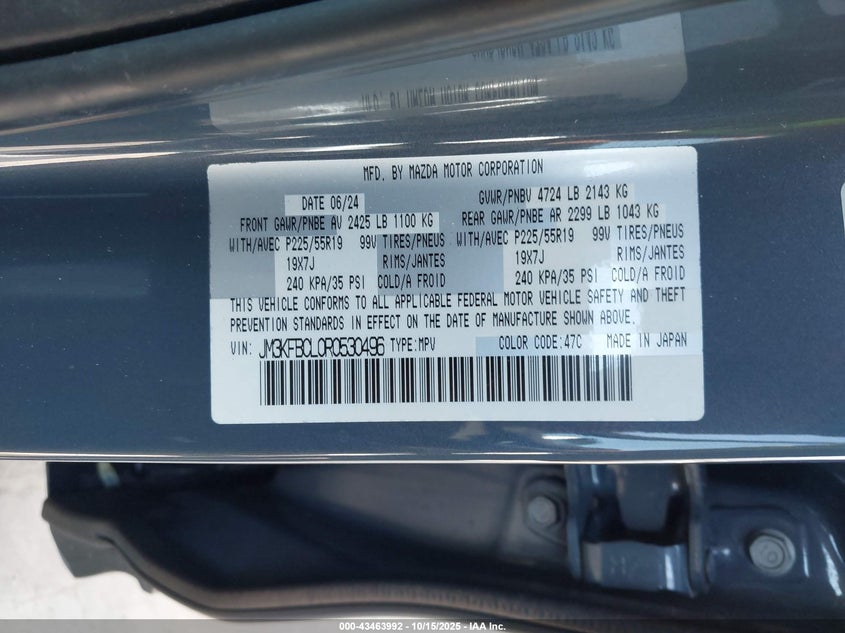 MFD. BY MAZDA MOTOR CORPORATION
DATE 06/24 GVWR/PNBV 4724 LB 2143 KG
FRONT GAWR/PNBE AV 2425 LB 1100 KG REAR GAWR/PNBE AR 2299 LB 1043 KG
WITH/AVEC P225/55R19 99V TIRES/PNEUS WITH/AVEC P225/55R19 99V TIRES/PNEUS
19X7J RIMS/JANTES 19X7J RIMS/JANTES
240 KPA/35 PSI COLD/A FROID 240 KPA/35 PSI COLD/A FROID
THIS VEHICLE CONFORMS TO ALL APPLICABLE FEDERAL MOTOR VEHICLE SAFETY AND THEFT
PREVENTION STANDARDS IN EFFECT ON THE DATE OF MANUFACTURE SHOWN ABOVE.
VIN: JM3KFBCL0R0530496 TYPE:MPV COLOR CODE:47C MADE IN JAPAN
000-43463992 - 10/15/2025 - IAA Inc.